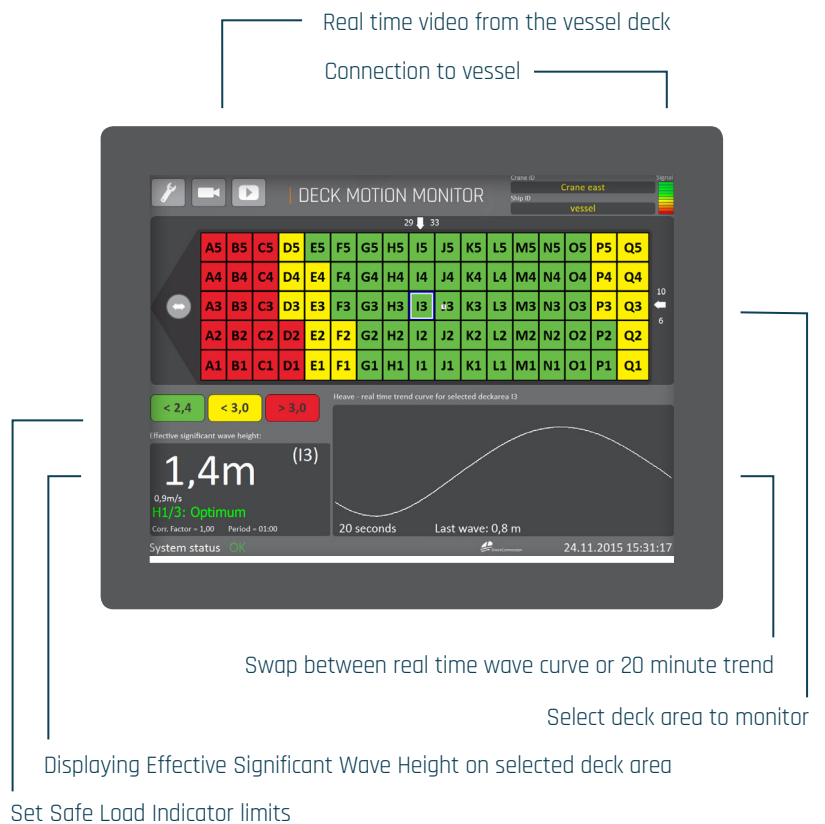 Real time video from the vessel deck
Connection to vessel
DECK MOTION MONITOR
Crane ID
Crane east
Ship ID
vessel
Signal
29 33
A5 B5 C5 D5 E5 F5 G5 H5 I5 J5 K5 L5 M5 N5 O5 P5 Q5
A4 B4 C4 D4 E4 F4 G4 H4 I4 J4 K4 L4 M4 N4 O4 P4 Q4
10
A3 B3 C3 D3 E3 F3 G3 H3 I3 J3 K3 L3 M3 N3 O3 P3 Q3
6
A2 B2 C2 D2 E2 F2 G2 H2 I2 J2 K2 L2 M2 N2 O2 P2 Q2
A1 B1 C1 D1 E1 F1 G1 H1 I1 J1 K1 L1 M1 N1 O1 P1 Q1
< 2,4 < 3,0 > 3,0
Heave - real time trend curve for selected deckarea I3
Effective significant wave height:
1,4m (I3)
0,9m/s
H1/3: Optimum
Corr. Factor = 1,00 Period = 01:00
20 seconds Last wave: 0,8 m
System status OK
24.11.2015 15:31:17
Swap between real time wave curve or 20 minute trend
Select deck area to monitor
Displaying Effective Significant Wave Height on selected deck area
Set Safe Load Indicator limits